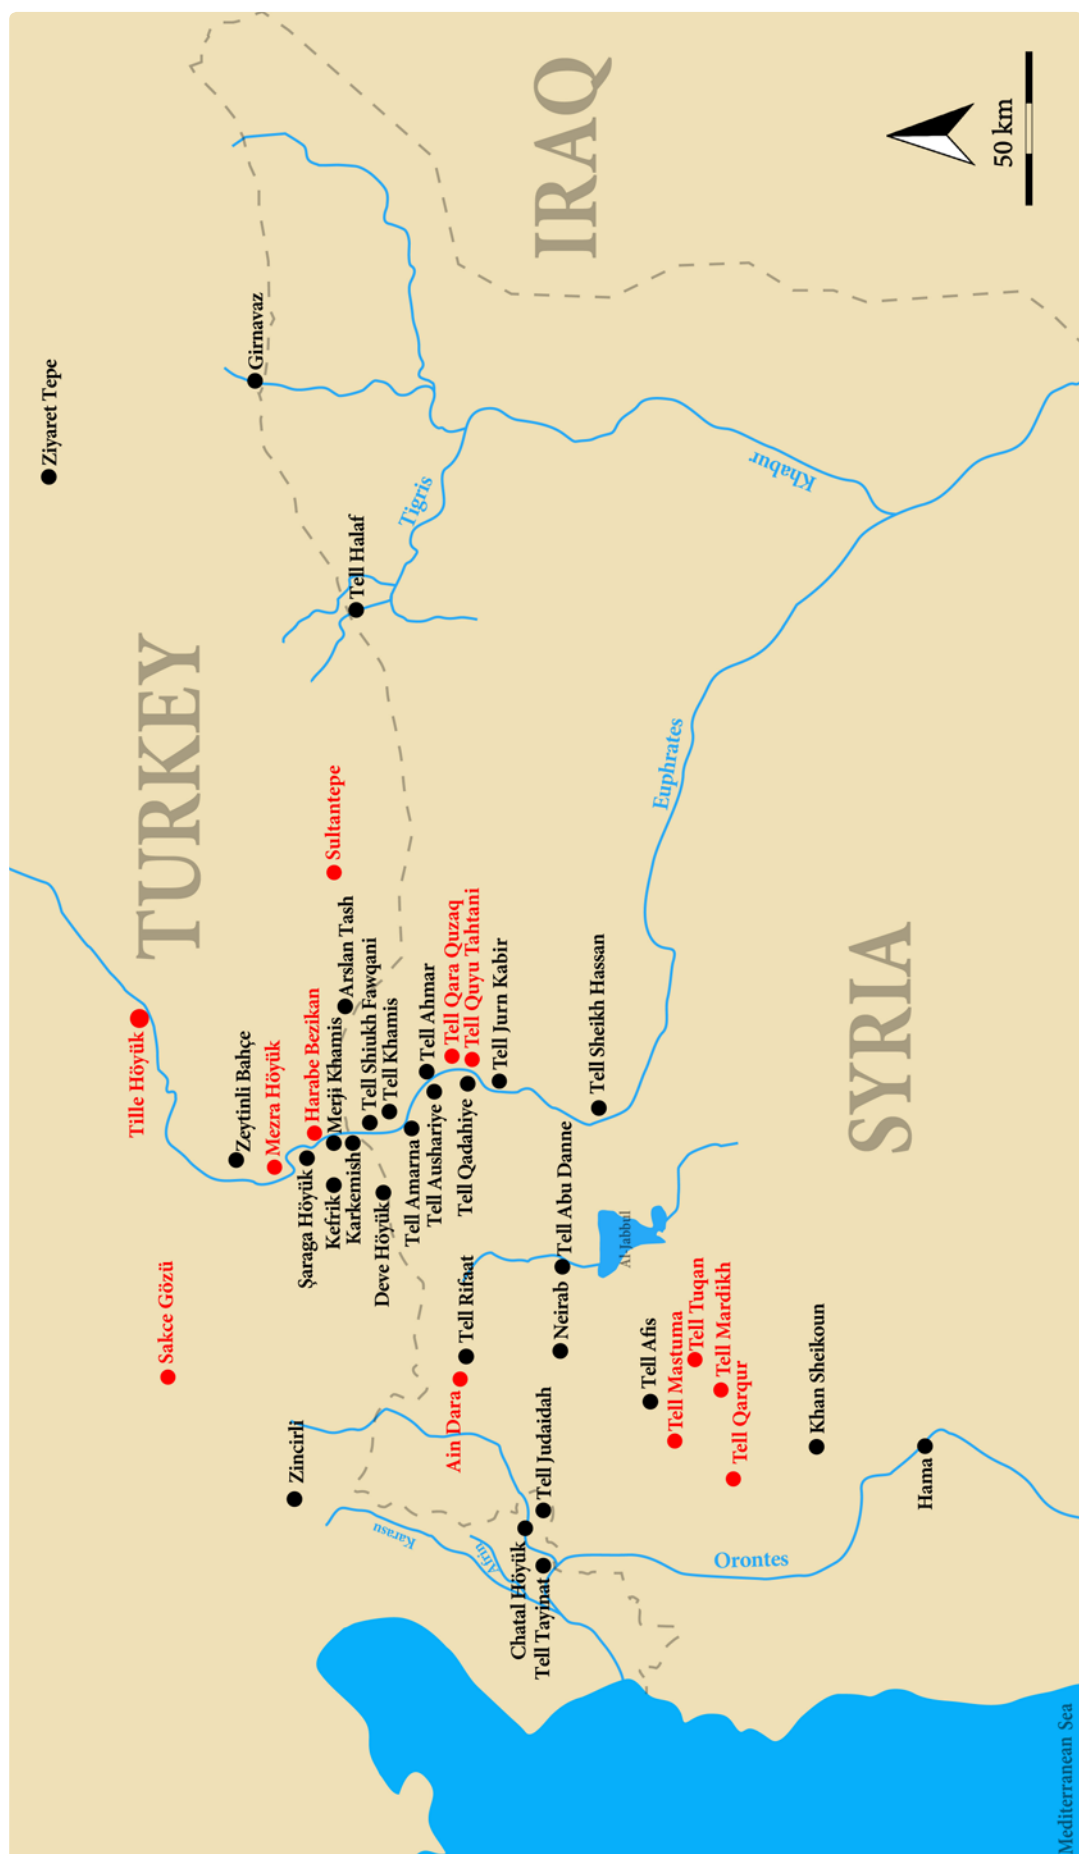 TURKEY
IRAQ
SYRIA
50 km
Ziyaret Tepe
Girnavaz
Tell Halaf
Tigris
Khabur
Euphrates
Sultantepe
Tille Höyük
Zeytinli Bahçe
Mezra Höyük
Harabe Bezikan
Merji Khamis
Arslan Tash
Tell Shiukh Fawqani
Tell Khamis
Tell Ahmar
Tell Qara Quzaq
Tell Quyu Tahtani
Tell Jurn Kabir
Tell Sheikh Hassan
Şaraga Höyük
Kefrik
Karkemish
Deve Höyük
Tell Amarna
Tell Aushariye
Tell Qadahiye
Tell Abu Danne
Al-Jabbul
Sakce Gözü
Zincirli
Ain Dara
Tell Rifaat
Neirab
Tell Afis
Tell Mastuma
Tell Tuqan
Tell Mardikh
Tell Qarqur
Khan Sheikoun
Hama
Tell Judaidah
Chatal Höyük
Tell Tayinat
Karasu
Afrin
Orontes
Mediterranean Sea